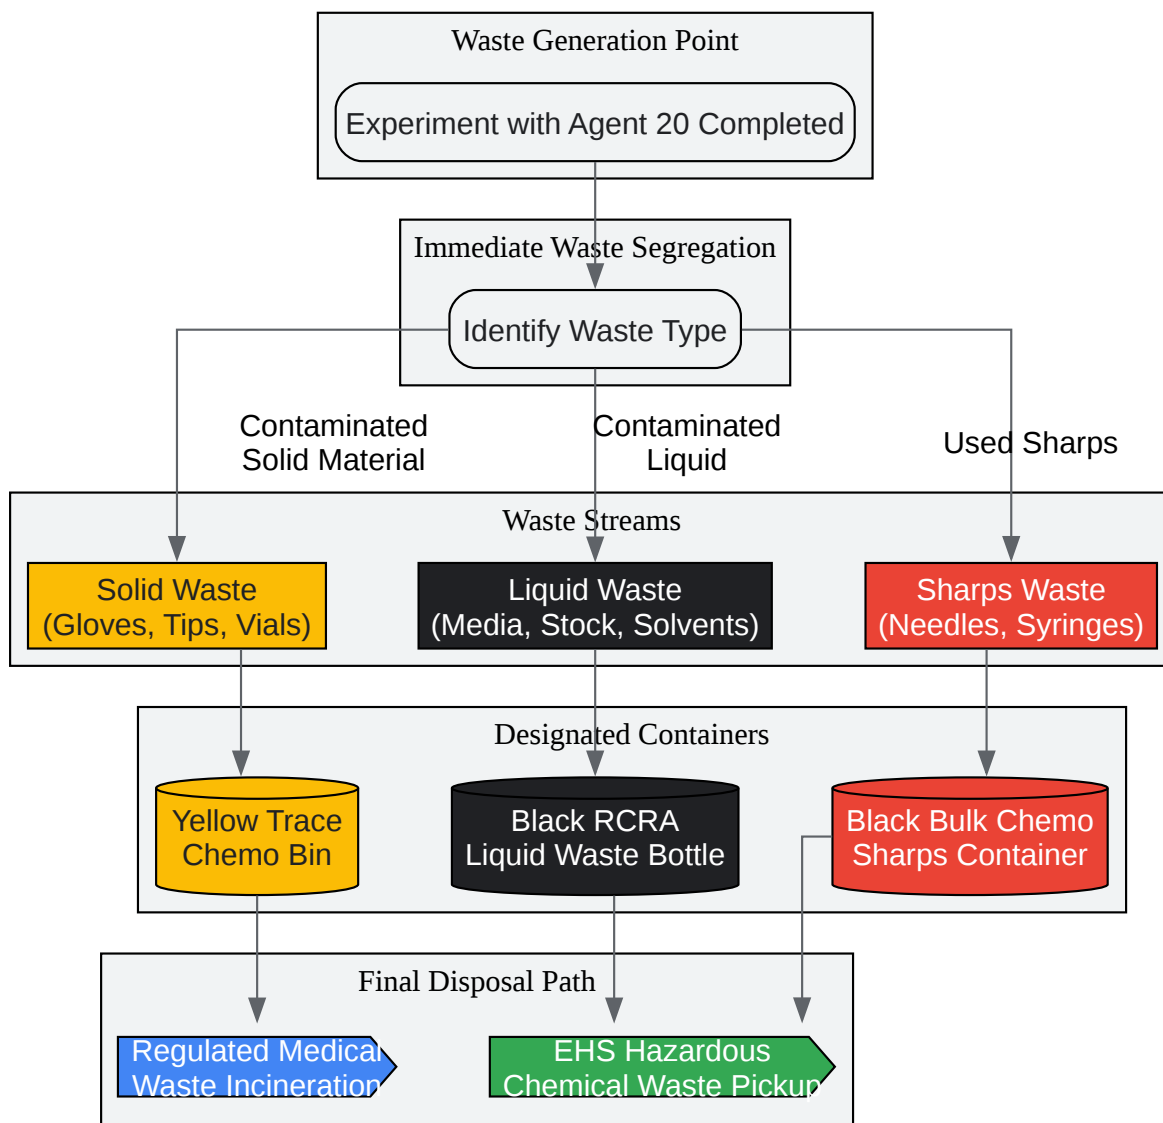 Waste Generation Point
Experiment with Agent 20 Completed
Immediate Waste Segregation
Identify Waste Type
Contaminated
Solid Material
Contaminated
Liquid
Used Sharps
Waste Streams
Solid Waste
(Gloves, Tips, Vials)
Liquid Waste
(Media, Stock, Solvents)
Sharps Waste
(Needles, Syringes)
Designated Containers
Yellow Trace
Chemo Bin
Black RCRA
Liquid Waste Bottle
Black Bulk Chemo
Sharps Container
Final Disposal Path
Regulated Medical
Waste Incineration
EHS Hazardous
Chemical Waste Pickup